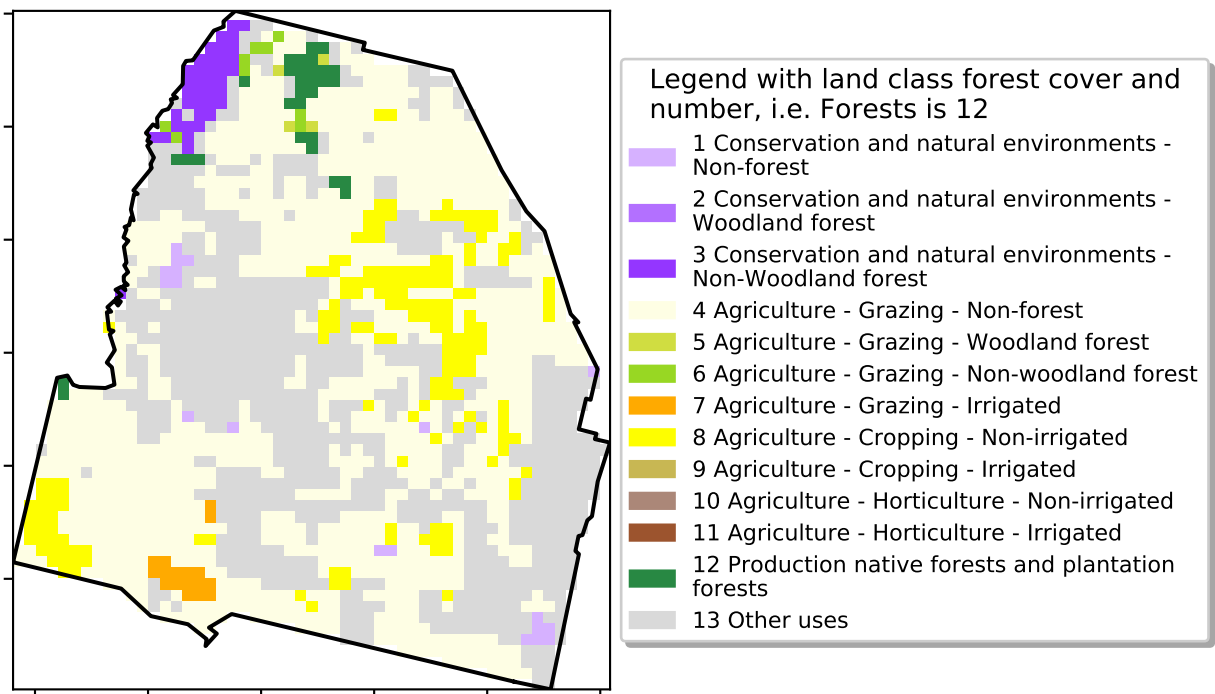 Legend with land class forest cover and
number, i.e. Forests is 12
1 Conservation and natural environments -
Non-forest
2 Conservation and natural environments -
Woodland forest
3 Conservation and natural environments -
Non-Woodland forest
4 Agriculture - Grazing - Non-forest
5 Agriculture - Grazing - Woodland forest
6 Agriculture - Grazing - Non-woodland forest
7 Agriculture - Grazing - Irrigated
8 Agriculture - Cropping - Non-irrigated
9 Agriculture - Cropping - Irrigated
10 Agriculture - Horticulture - Non-irrigated
11 Agriculture - Horticulture - Irrigated
12 Production native forests and plantation
forests
13 Other uses